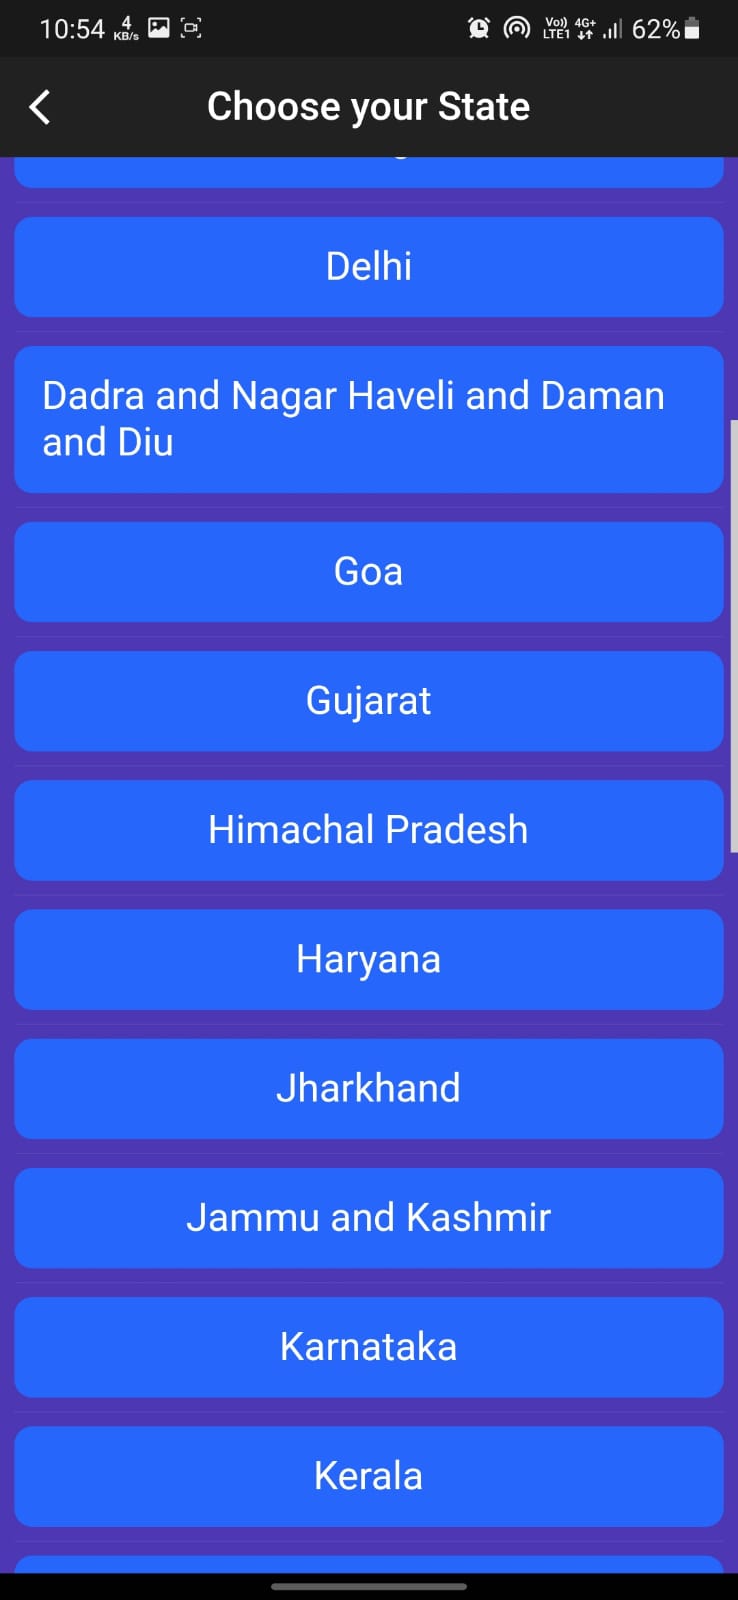 10:54 4 KB/s Vo)) LTE1 4G+ 62%
Choose your State
Delhi
Dadra and Nagar Haveli and Daman
and Diu
Goa
Gujarat
Himachal Pradesh
Haryana
Jharkhand
Jammu and Kashmir
Karnataka
Kerala